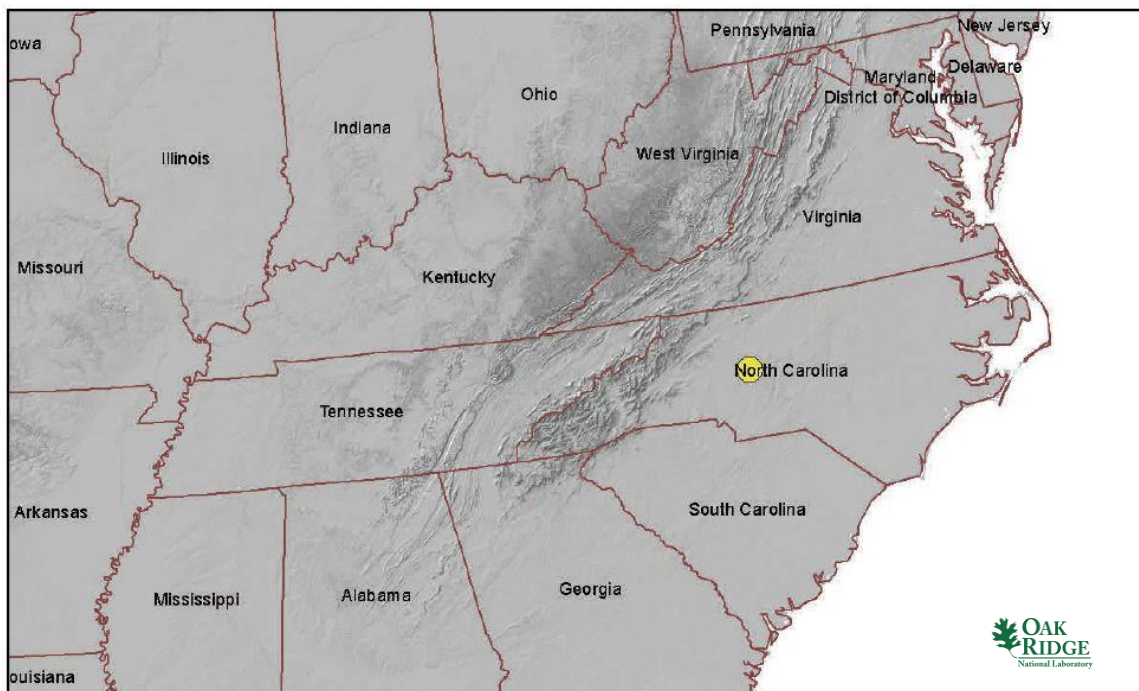 Pennsylvania
New Jersey
owa
Maryland
Delaware
Ohio
District of Columbia
Indiana
Illinois
West Virginia
Virginia
Missouri
Kentucky
North Carolina
Tennessee
Arkansas
South Carolina
Georgia
Alabama
Mississippi
OAK
RIDGE
National Laboratory
ouisiana